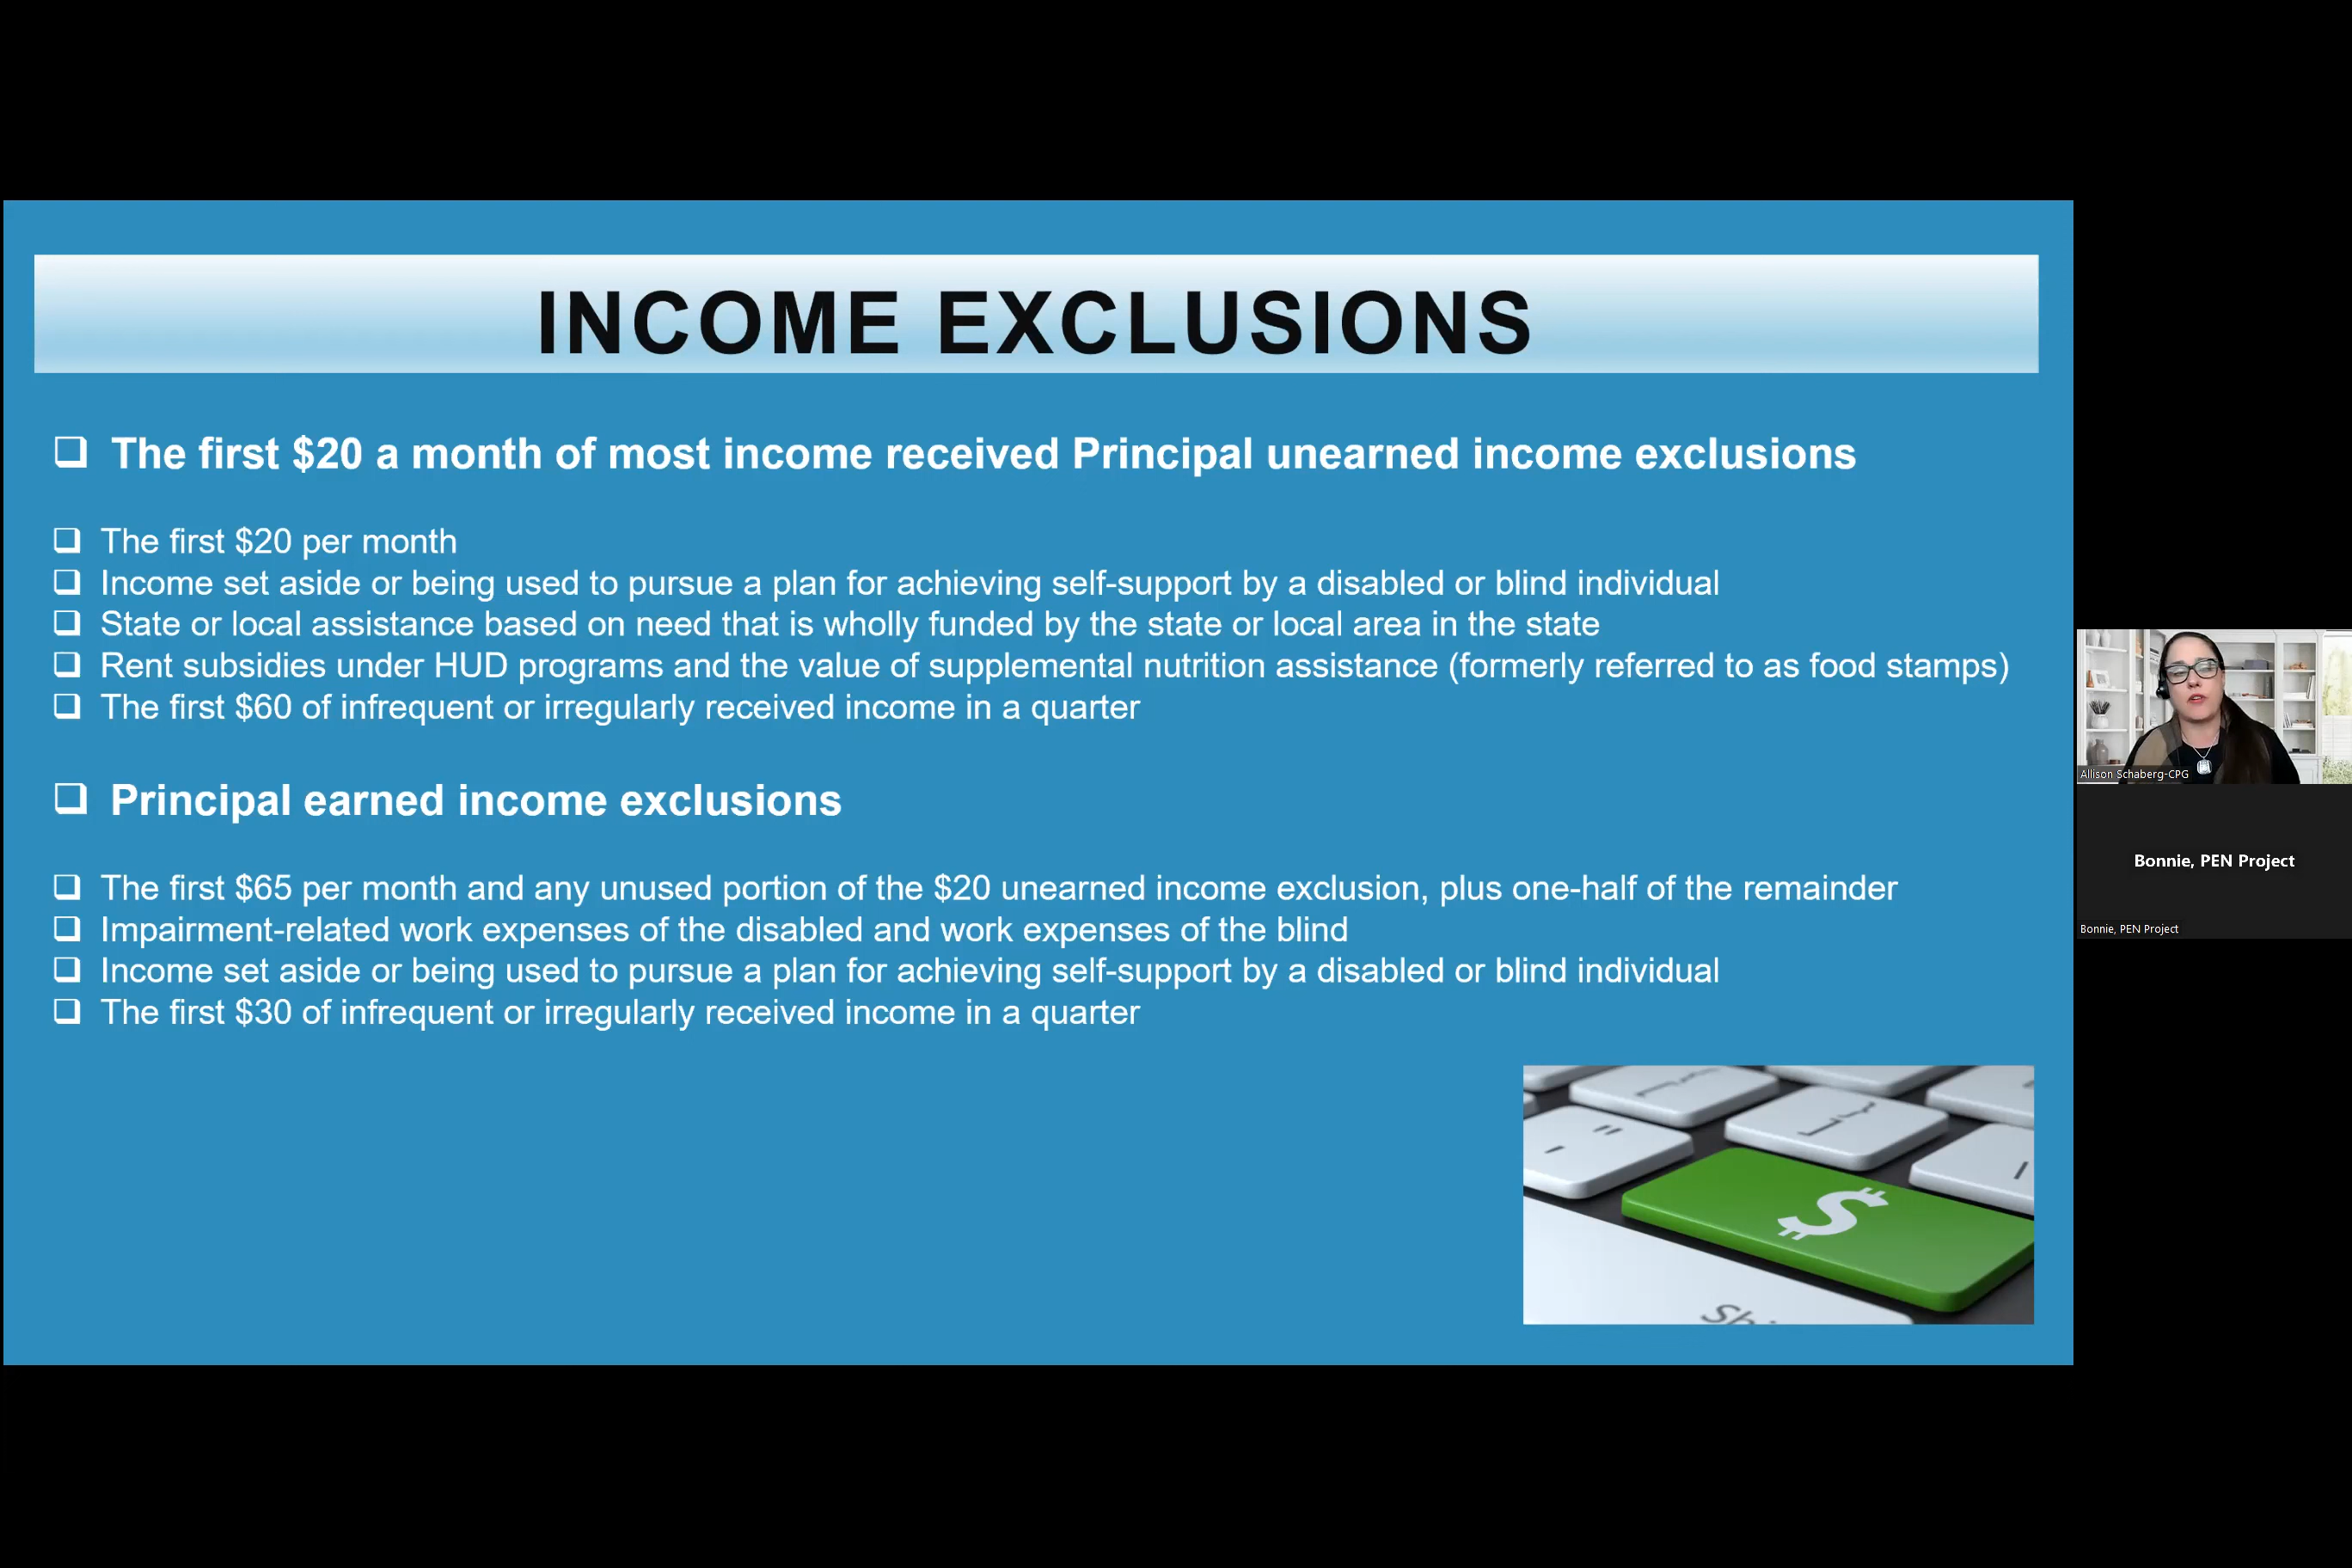 INCOME EXCLUSIONS
The first $20 a month of most income received Principal unearned income exclusions
The first $20 per month
Income set aside or being used to pursue a plan for achieving self-support by a disabled or blind individual
State or local assistance based on need that is wholly funded by the state or local area in the state
Rent subsidies under HUD programs and the value of supplemental nutrition assistance (formerly referred to as food stamps)
The first $60 of infrequent or irregularly received income in a quarter
Principal earned income exclusions
The first $65 per month and any unused portion of the $20 unearned income exclusion, plus one-half of the remainder
Impairment-related work expenses of the disabled and work expenses of the blind
Income set aside or being used to pursue a plan for achieving self-support by a disabled or blind individual
The first $30 of infrequent or irregularly received income in a quarter
$
Allison Schaberg-CPG
Bonnie, PEN Project
Bonnie, PEN Project